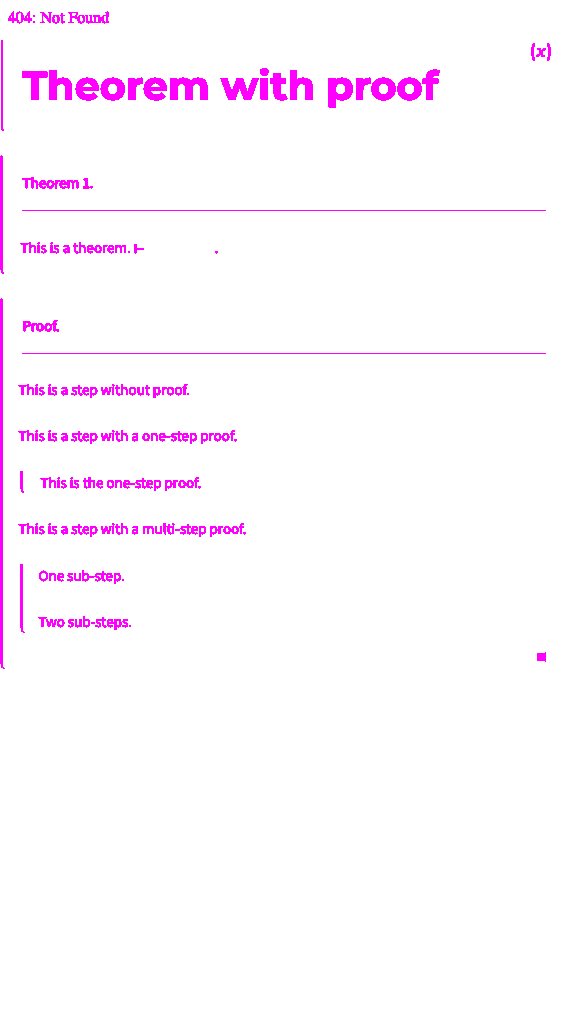 404: Not Found
(x)
Theorem with proof
Theorem 1.
This is a theorem. ⊢ .
Proof.
This is a step without proof.
This is a step with a one-step proof.
This is the one-step proof.
This is a step with a multi-step proof.
One sub-step.
Two sub-steps.
■